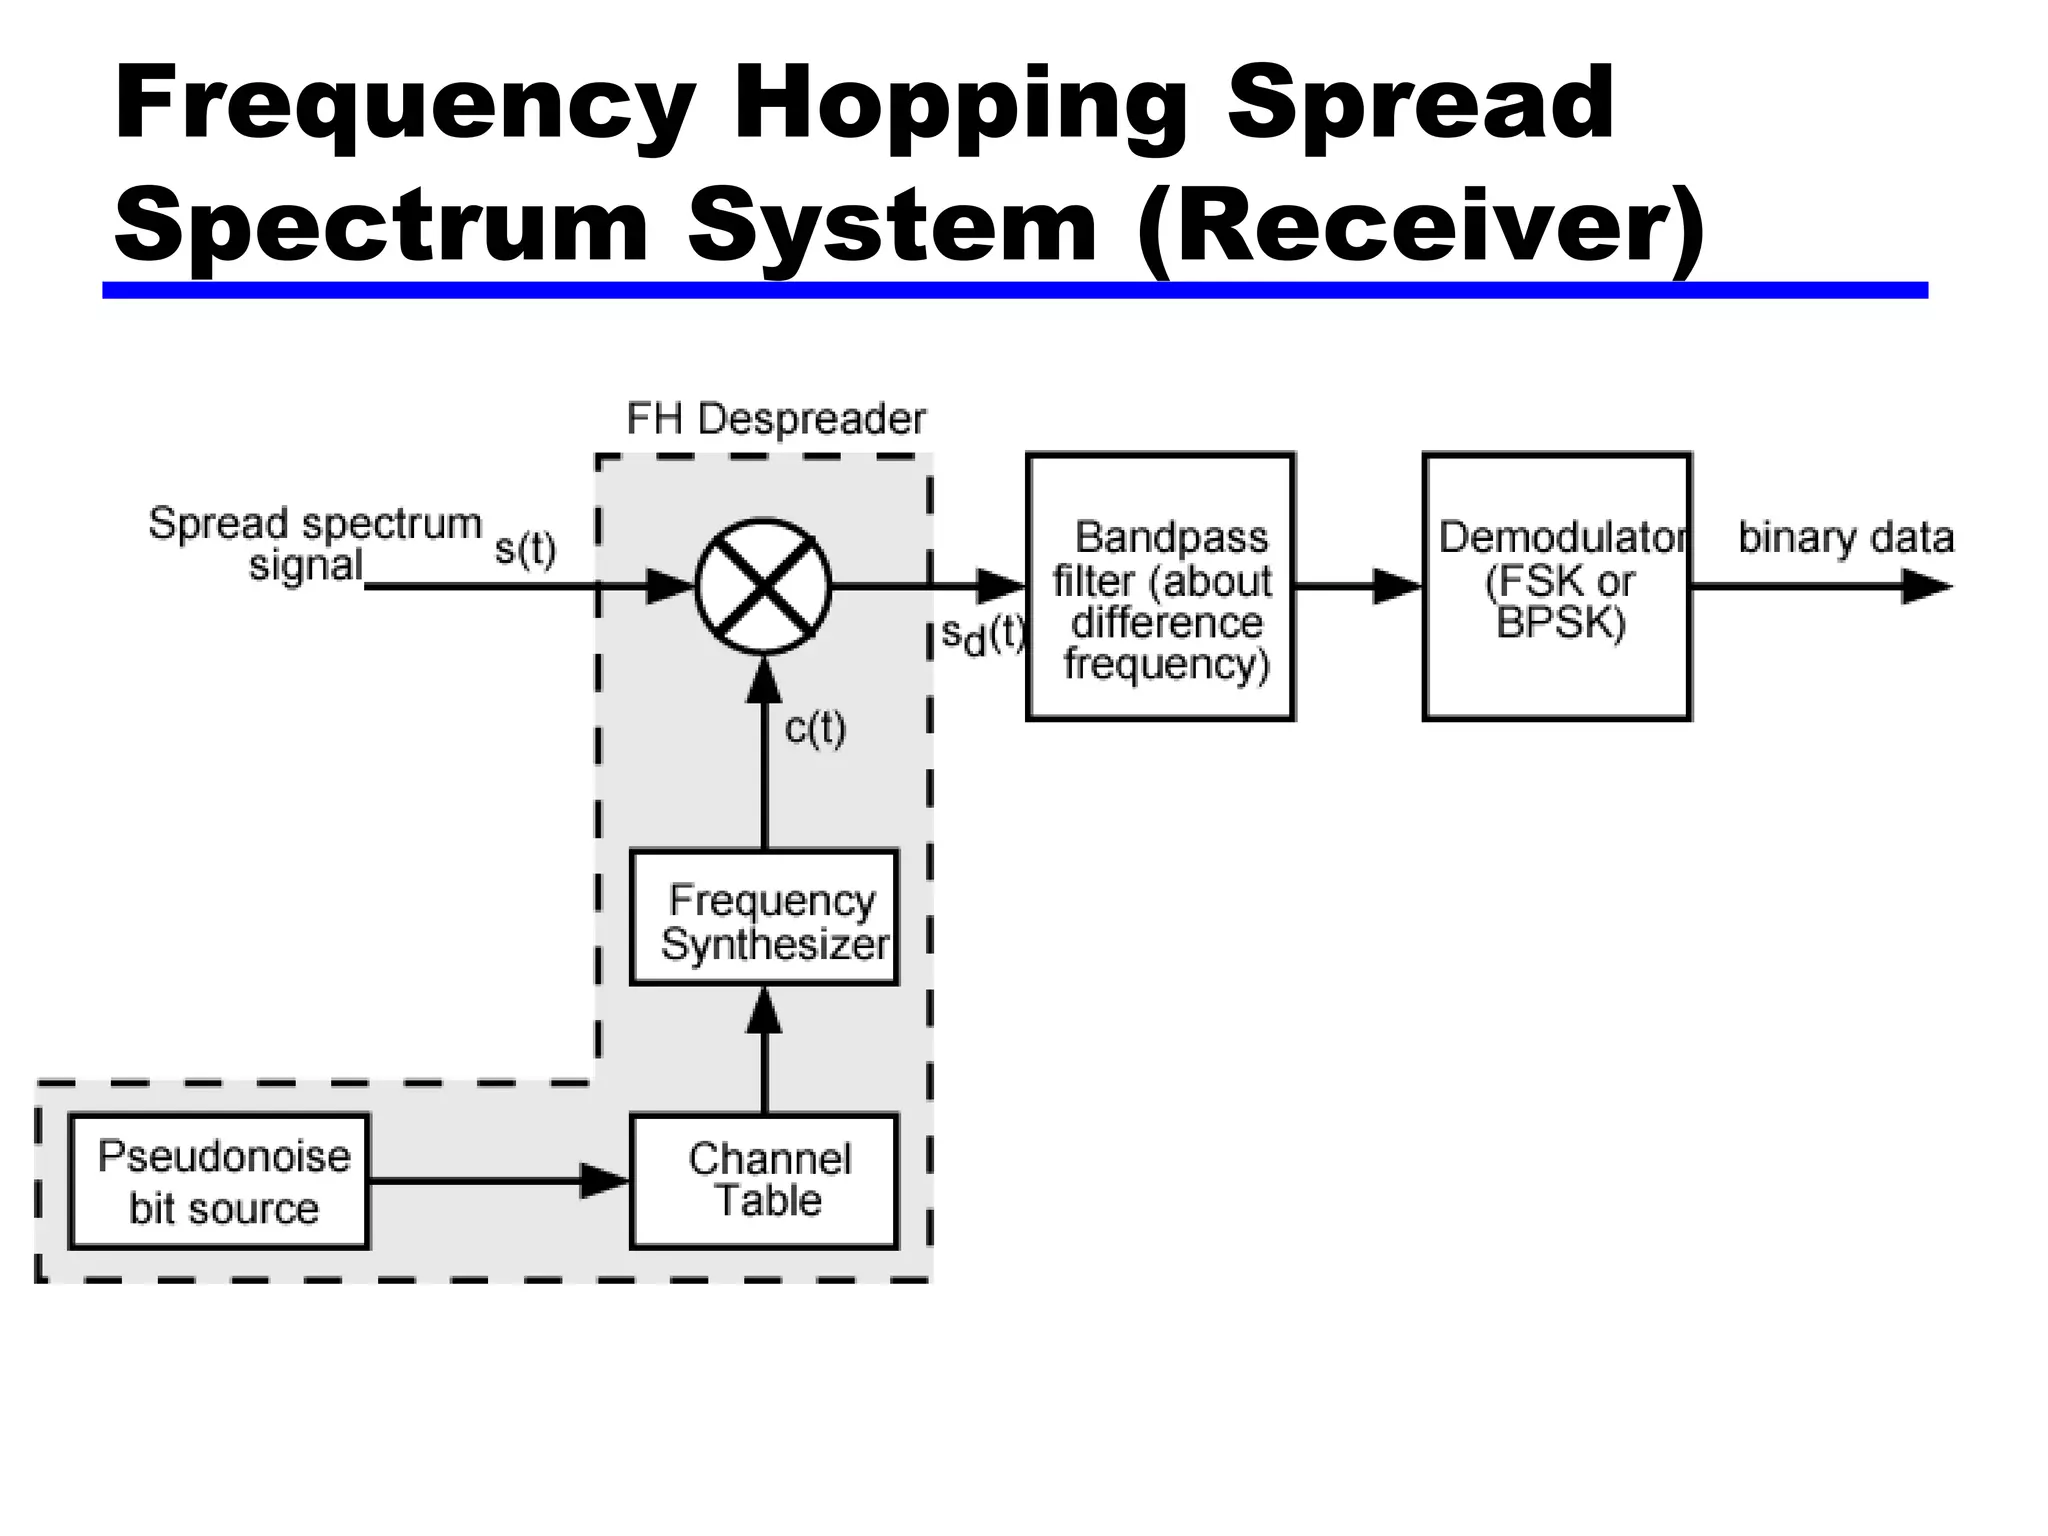 Frequency Hopping Spread
Spectrum System (Receiver)
FH Despreader
Spread spectrum
signal
s(t)
sd(t)
Bandpass
filter (about
difference
frequency)
Demodulator
(FSK or
BPSK)
binary data
c(t)
Frequency
Synthesizer
Pseudonoise
bit source
Channel
Table